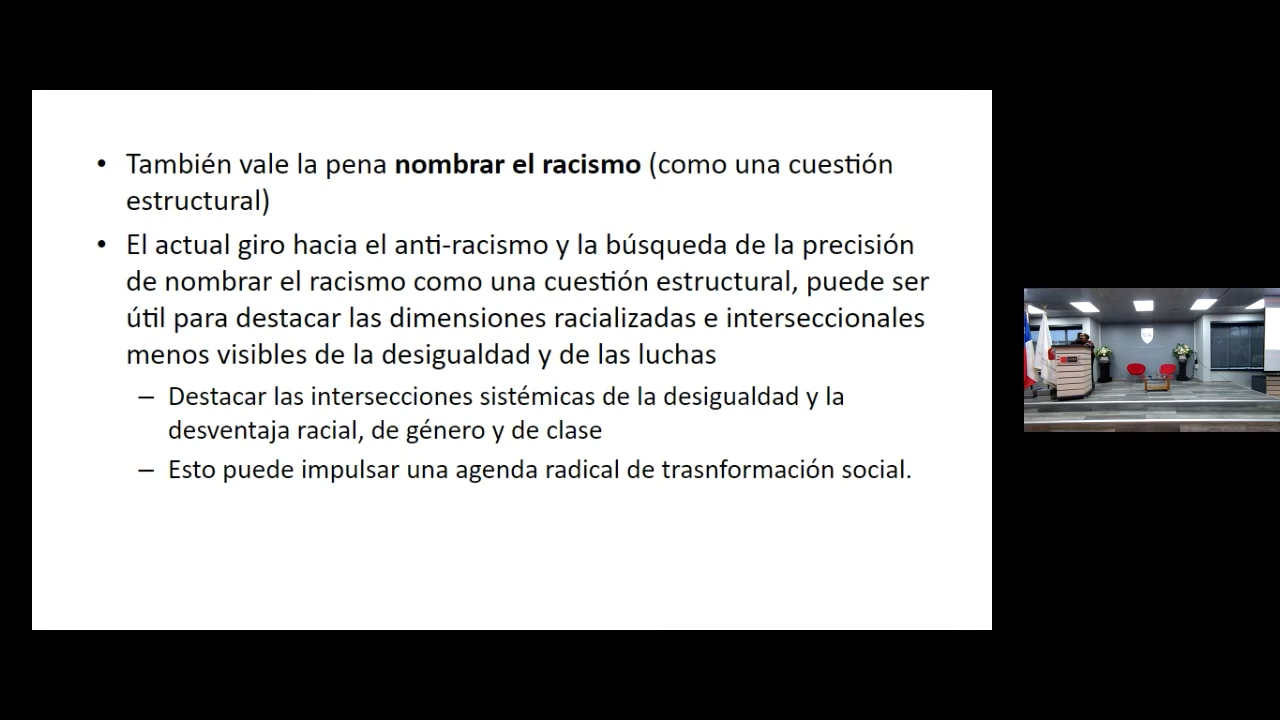 • También vale la pena nombrar el racismo (como una cuestión
estructural)
• El actual giro hacia el anti-racismo y la búsqueda de la precisión
de nombrar el racismo como una cuestión estructural, puede ser
útil para destacar las dimensiones racializadas e interseccionales
menos visibles de la desigualdad y de las luchas
– Destacar las intersecciones sistémicas de la desigualdad y la
desventaja racial, de género y de clase
– Esto puede impulsar una agenda radical de trasnformación social.